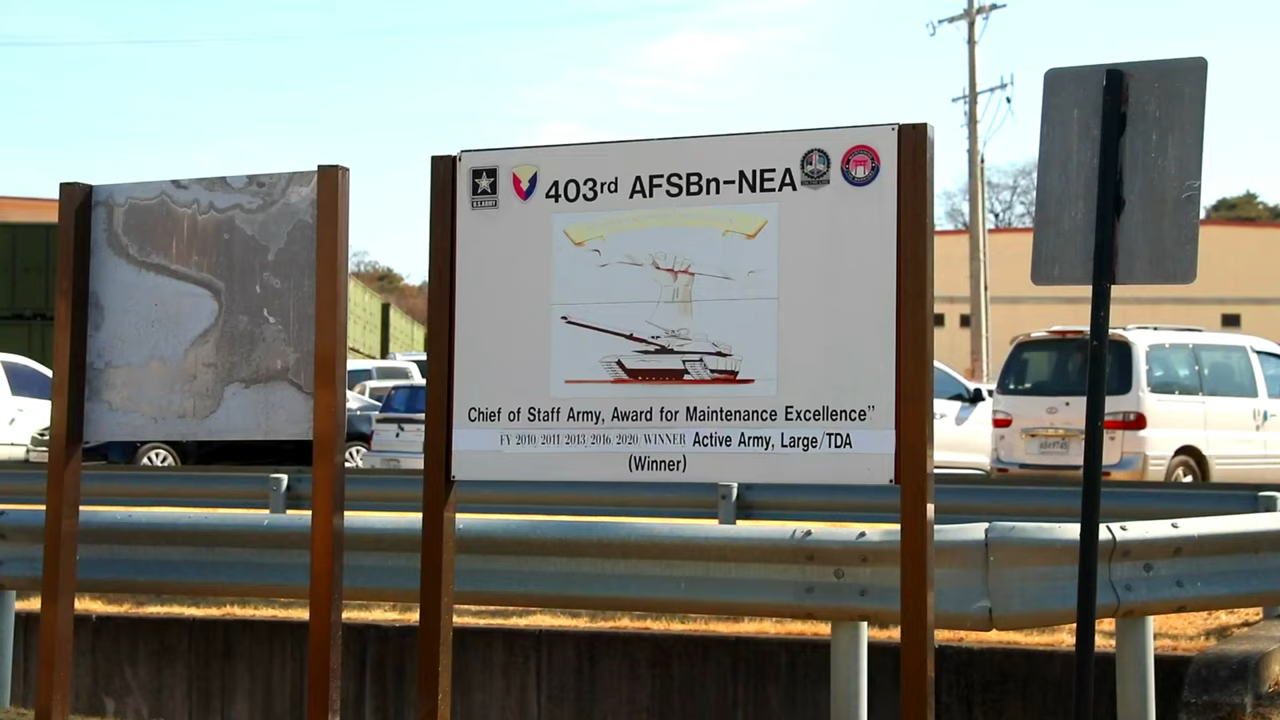 403rd AFSBn-NEA
U.S.ARMY
Chief of Staff Army, Award for Maintenance Excellence"
FY 2010/2011/2013/2016/2020/WINNER Active Army, Large/TDA
(Winner)